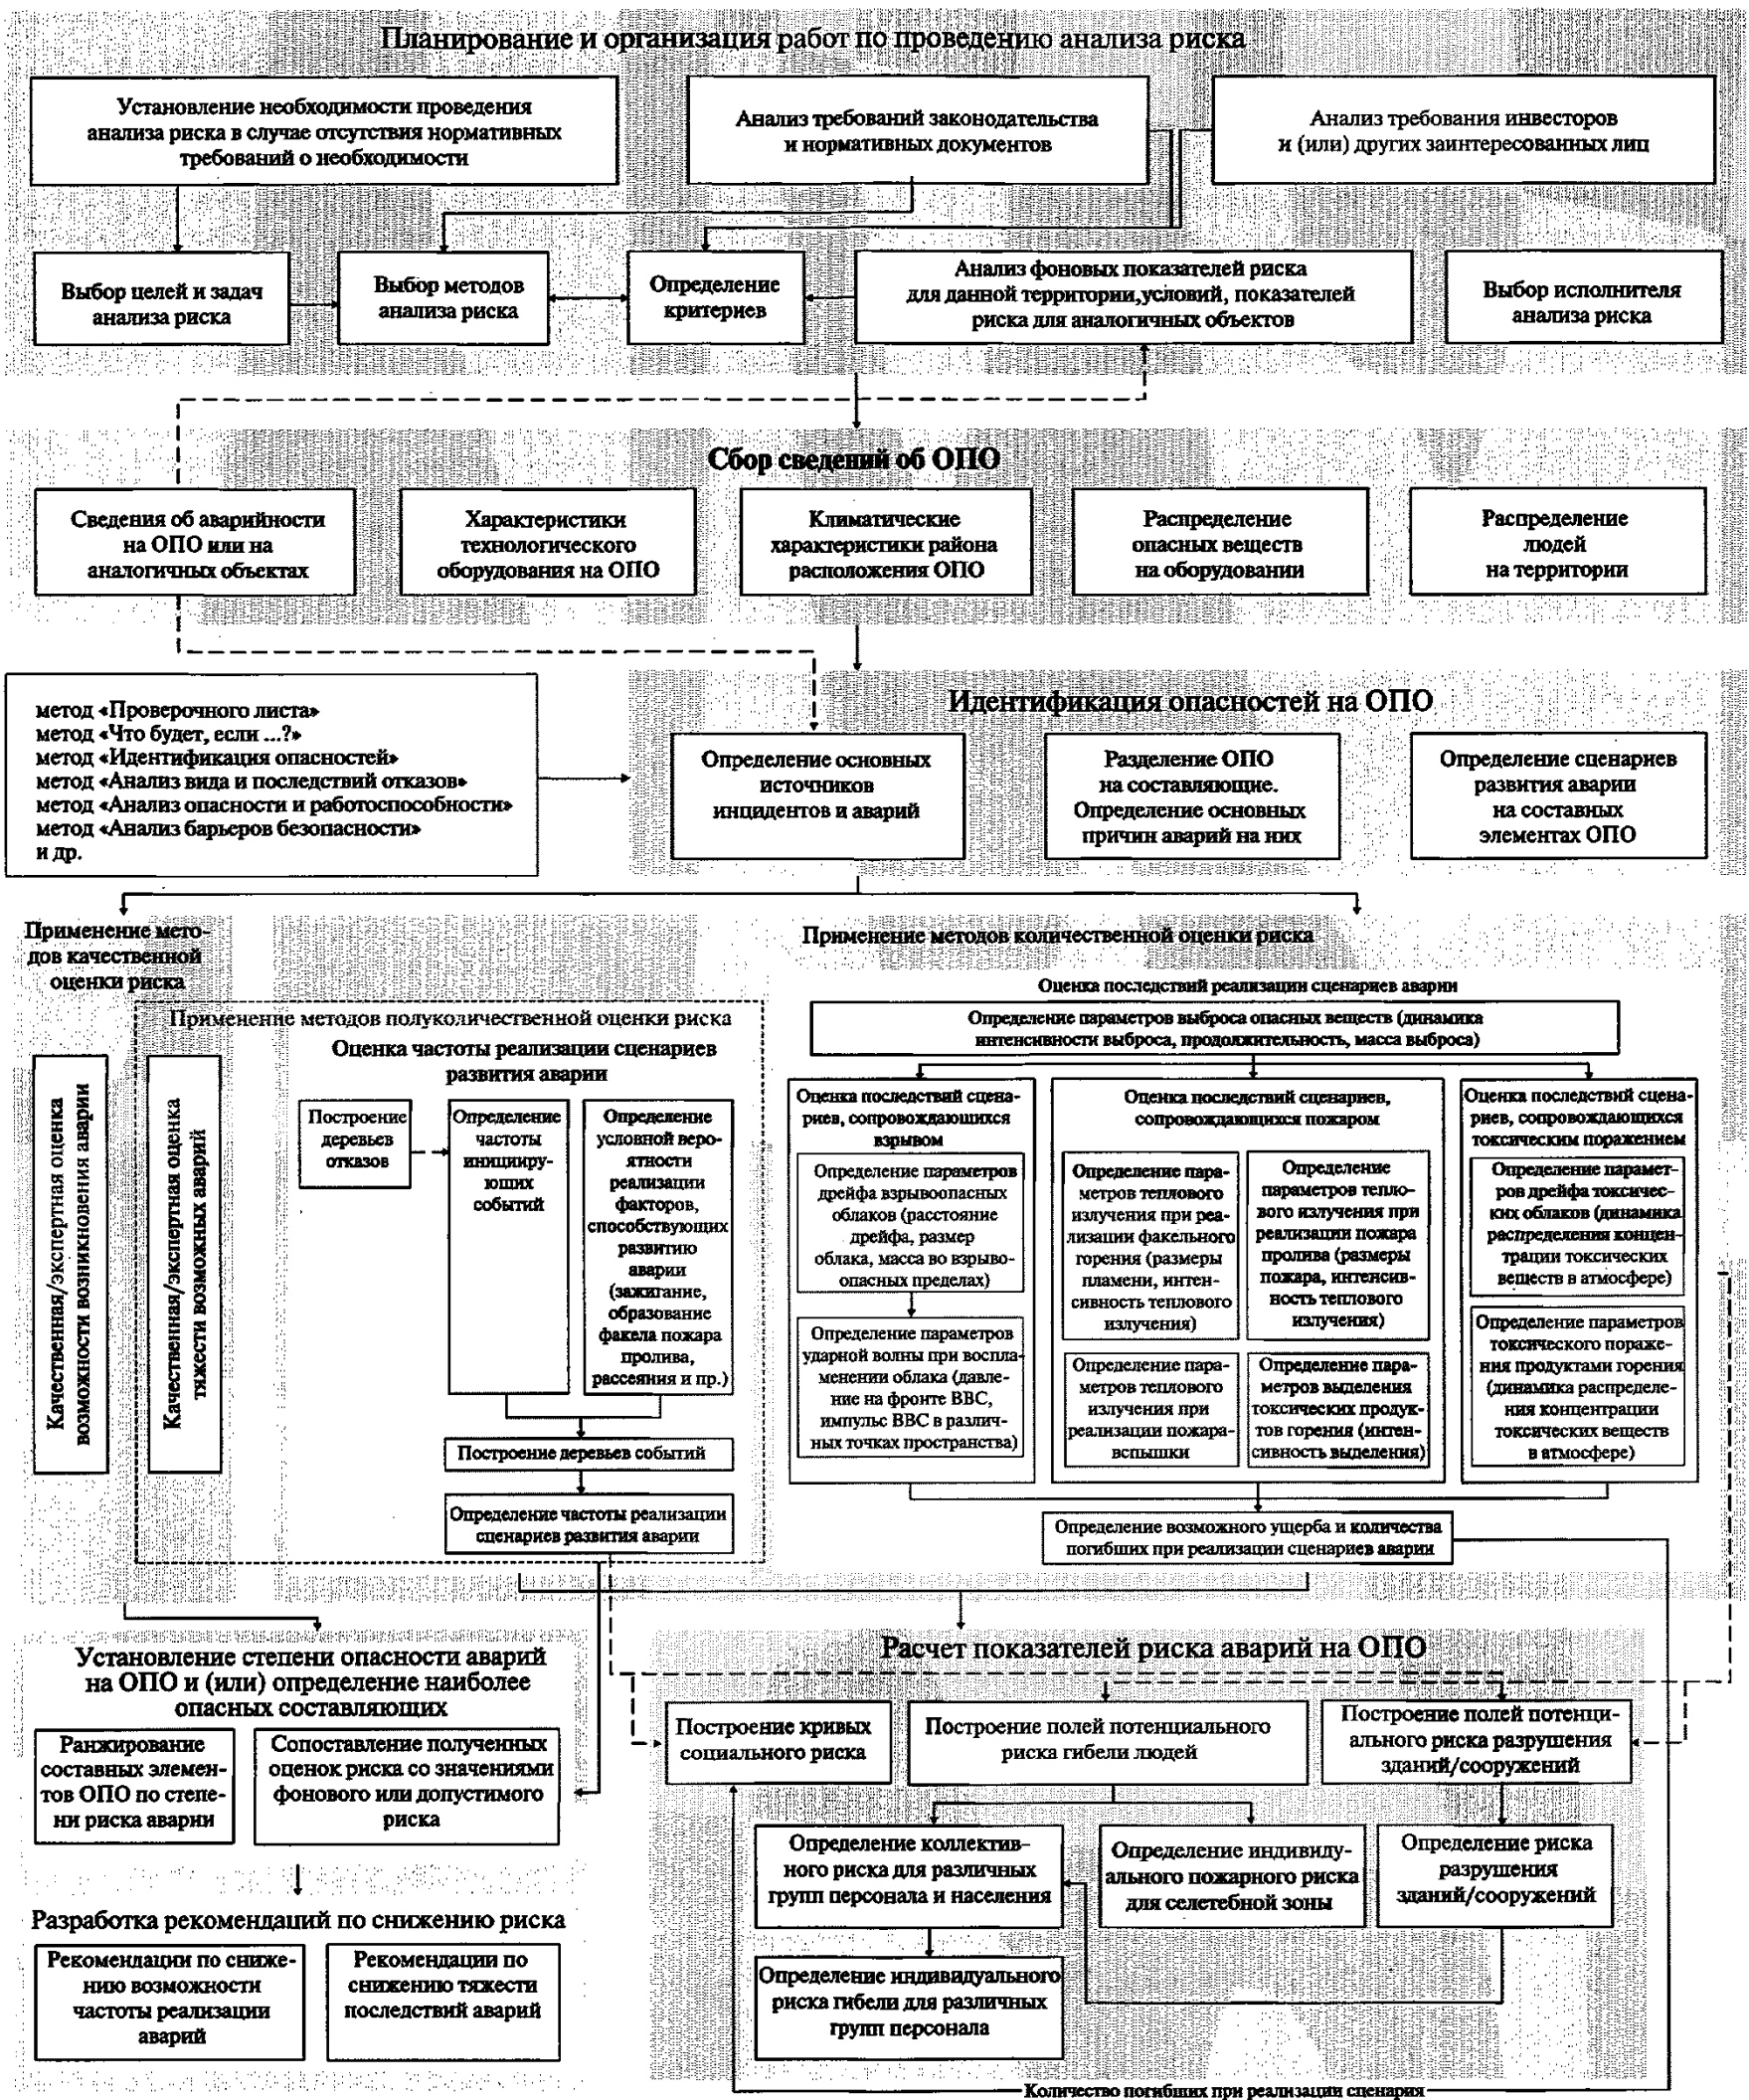 Планирование и организация работ по проведению анализа риска
Установление необходимости проведения
анализа риска в случае отсутствия нормативных
требований о необходимости
Анализ требований законодательства
и нормативных документов
Анализ требования инвесторов
и (или) других заинтересованных лиц
Выбор целей и задач
анализа риска
Выбор методов
анализа риска
Определение
критериев
Анализ фоновых показателей риска
для данной территории,условий, показателей
риска для аналогичных объектов
Выбор исполнителя
анализа риска
Сбор сведений об ОПО
Сведения об аварийности
на ОПО или на
аналогичных объектах
Характеристики
технологического
оборудования на ОПО
Климатические
характеристики района
расположения ОПО
Распределение
опасных веществ
на оборудовании
Распределение
людей
на территории
метод «Проверочного листа»
метод «Что будет, если ...?»
метод «Идентификация опасностей»
метод «Анализ вида и последствий отказов»
метод «Анализ опасности и работоспособности»
метод «Анализ барьеров безопасности»
и др.
Идентификация опасностей на ОПО
Определение основных
источников
инцидентов и аварий
Разделение ОПО
на составляющие.
Определение основных
причин аварий на них
Определение сценариев
развития аварии
на составных
элементах ОПО
Применение мето-
дов качественной
оценки риска
Качественная/экспертная оценка
возможности возникновения аварии
Применение методов полуколичественной оценки риска
Качественная/экспертная оценка
тяжести возможных аварий
Оценка частоты реализации сценариев
развития аварии
Построение
деревьев
отказов
Определение
частоты
иницииру-
ющих
событий
Определение
условной веро-
ятности
реализации
факторов,
способствующих
развитию
аварии
(зажигание,
образование
факела пожара
пролива,
рассеяния и пр.)
Построение деревьев событий
Определение частоты реализации
сценариев развития аварии
Применение методов количественной оценки риска
Оценка последствий реализации сценариев аварии
Определение параметров выброса опасных веществ (динамика
интенсивности выброса, продолжительность, масса выброса)
Оценка последствий сцена-
риев, сопровождающихся
взрывом
Определение параметров
дрейфа взрывоопасных
облаков (расстояние
дрейфа, размер
облака, масса во взрыво-
опасных пределах)
Определение параметров
ударной волны при воспла-
менении облака (давле-
ние на фронте ВВС,
импульс ВВС в различ-
ных точках пространства)
Оценка последствий сценариев,
сопровождающихся пожаром
Определение пара-
метров теплового
излучения при реа-
лизации факельного
горения (размеры
пламени, интен-
сивность теплового
излучения)
Определение
параметров тепло-
вого излучения при
реализации пожара
пролива (размеры
пожара, интенсив-
ность теплового
излучения)
Определение пара-
метров теплового
излучения при
реализации пожара-
вспышки
Определение пара-
метров выделения
токсических продук-
тов горения (интен-
сивность выделения)
Оценка последствий сцена-
риев, сопровождающихся
токсическим поражением
Определение парамет-
ров дрейфа токсичес-
ких облаков (динамика
распределения концен-
трации токсических
веществ в атмосфере)
Определение параметров
токсического пораже-
ния продуктами горения
(динамика распределе-
ния концентрации
токсических веществ
в атмосфере)
Определение возможного ущерба и количества
погибших при реализации сценариев аварии
Установление степени опасности аварий
на ОПО и (или) определение наиболее
опасных составляющих
Ранжирование
составных элемен-
тов ОПО по степе-
ни риска аварии
Сопоставление полученных
оценок риска со значениями
фонового или допустимого
риска
Разработка рекомендаций по снижению риска
Рекомендации по сниже-
нию возможности
частоты реализации
аварий
Рекомендации по
снижению тяжести
последствий аварий
Расчет показателей риска аварий на ОПО
Построение кривых
социального риска
Построение полей потенциального
риска гибели людей
Построение полей потенци-
ального риска разрушения
зданий/сооружений
Определение коллектив-
ного риска для различных
групп персонала и населения
Определение индивиду-
ального пожарного риска
для селетебной зоны
Определение риска
разрушения
зданий/сооружений
Определение индивидуального
риска гибели для различных
групп персонала
Количество погибших при реализации сценария